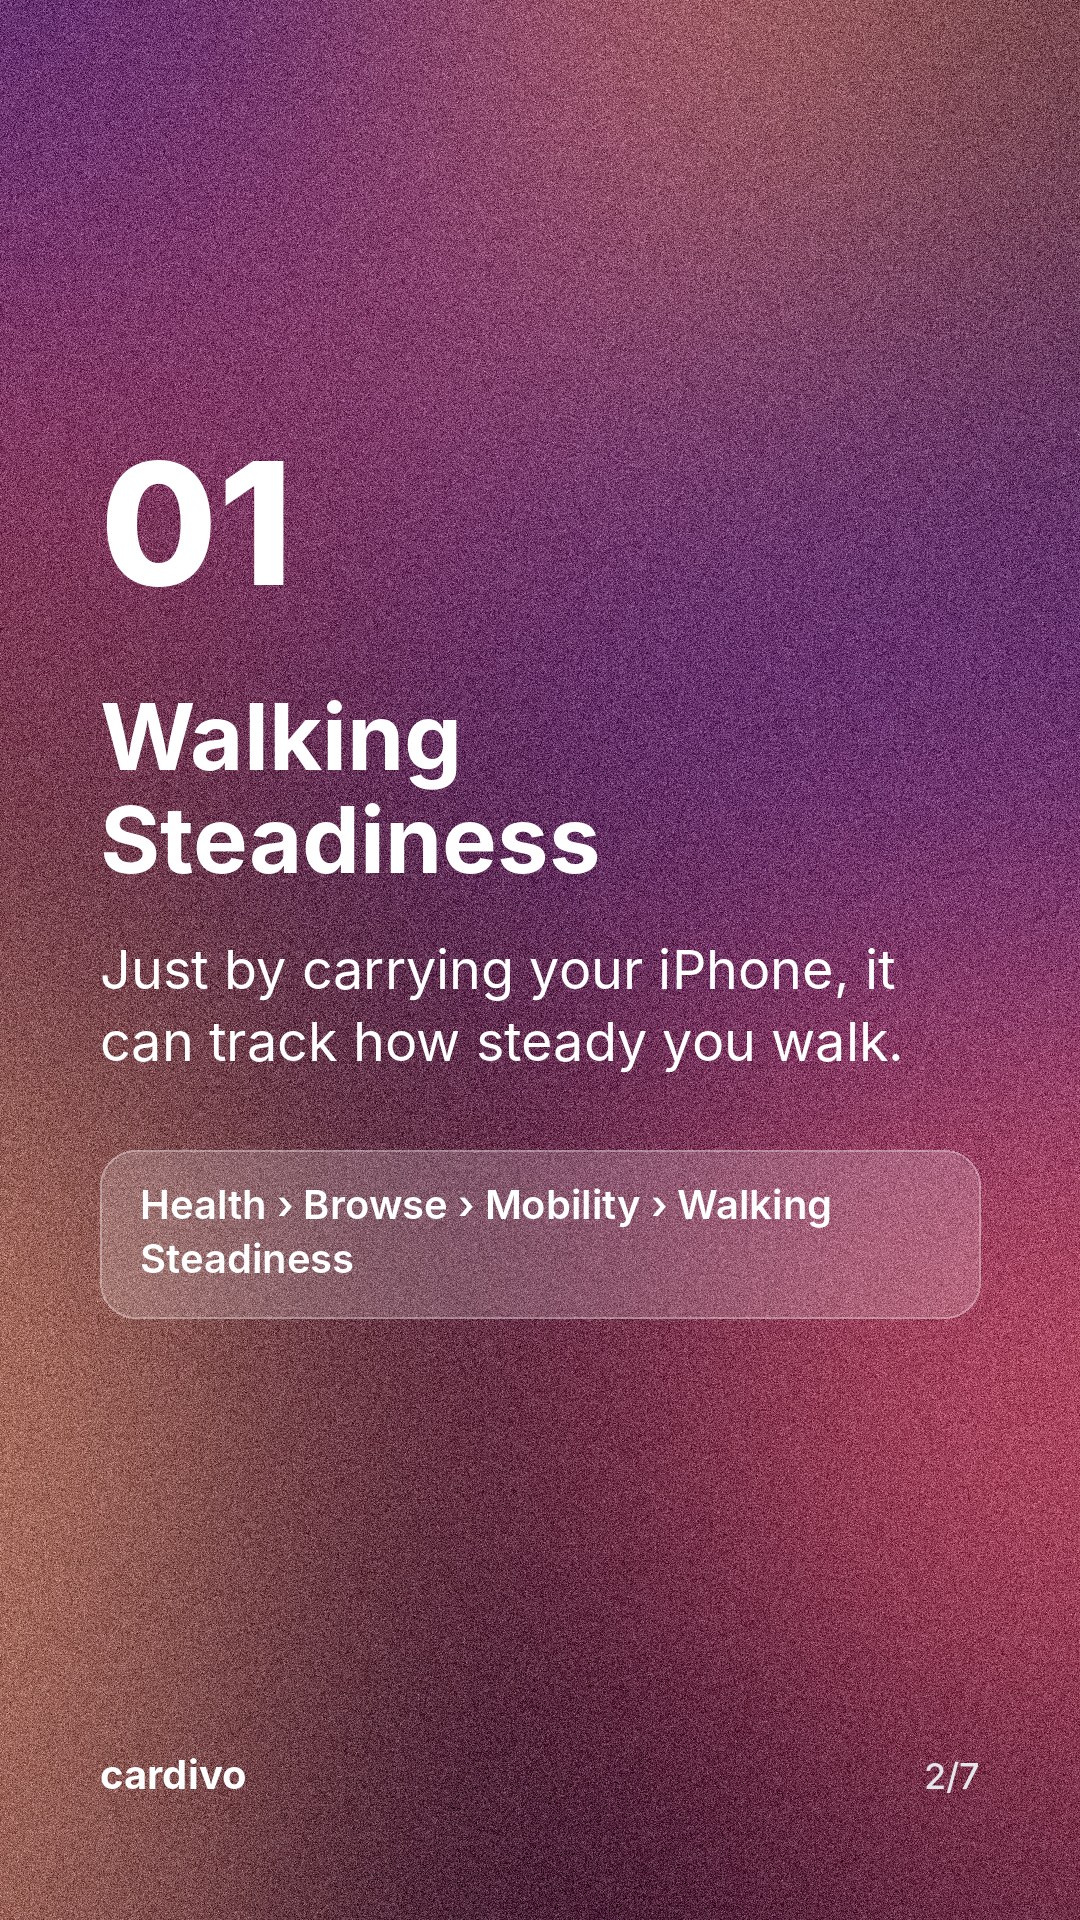 01
Walking
Steadiness
Just by carrying your iPhone, it
can track how steady you walk.
Health › Browse › Mobility › Walking
Steadiness
cardivo
2/7